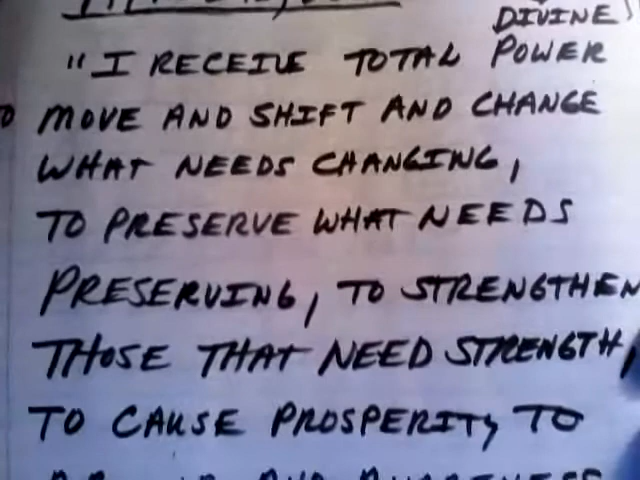 DIVINE)
"I RECEIVE TOTAL POWER
TO MOVE AND SHIFT AND CHANGE
WHAT NEEDS CHANGING,
TO PRESERVE WHAT NEEDS
PRESERVING, TO STRENGTHEN
THOSE THAT NEED STRENGTH,
TO CAUSE PROSPERITY TO